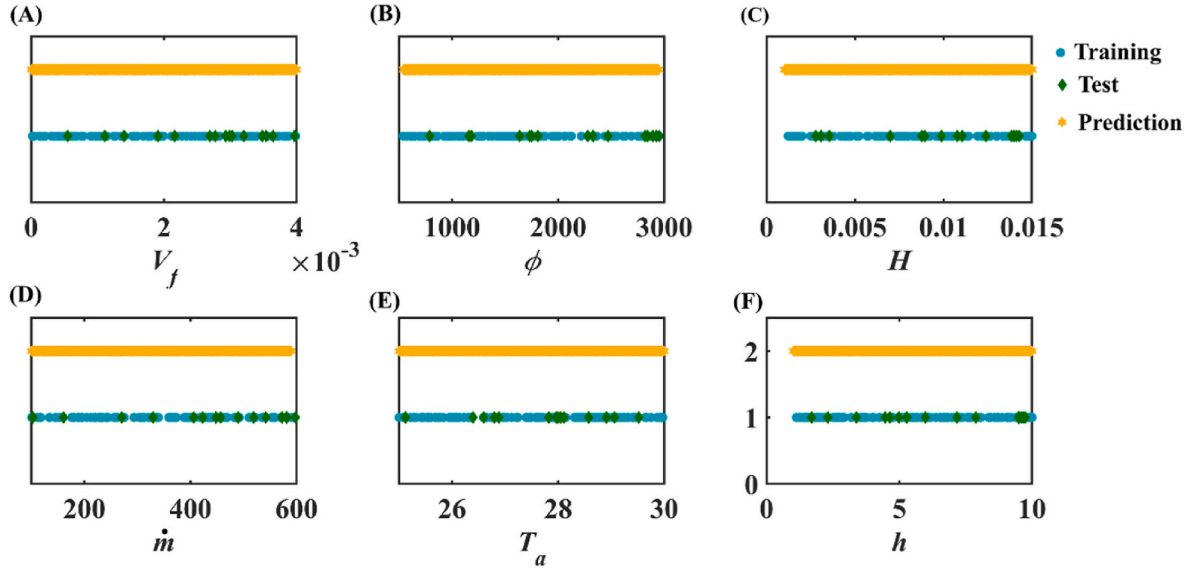 (A) (B) (C)
Training
Test
Prediction
0 2 4
×10⁻³
V_f
1000 2000 3000
ϕ
0.005 0.01 0.015
H
(D) (E) (F)
200 400 600
ṁ
26 28 30
T_a
2
1
0
0 5 10
h